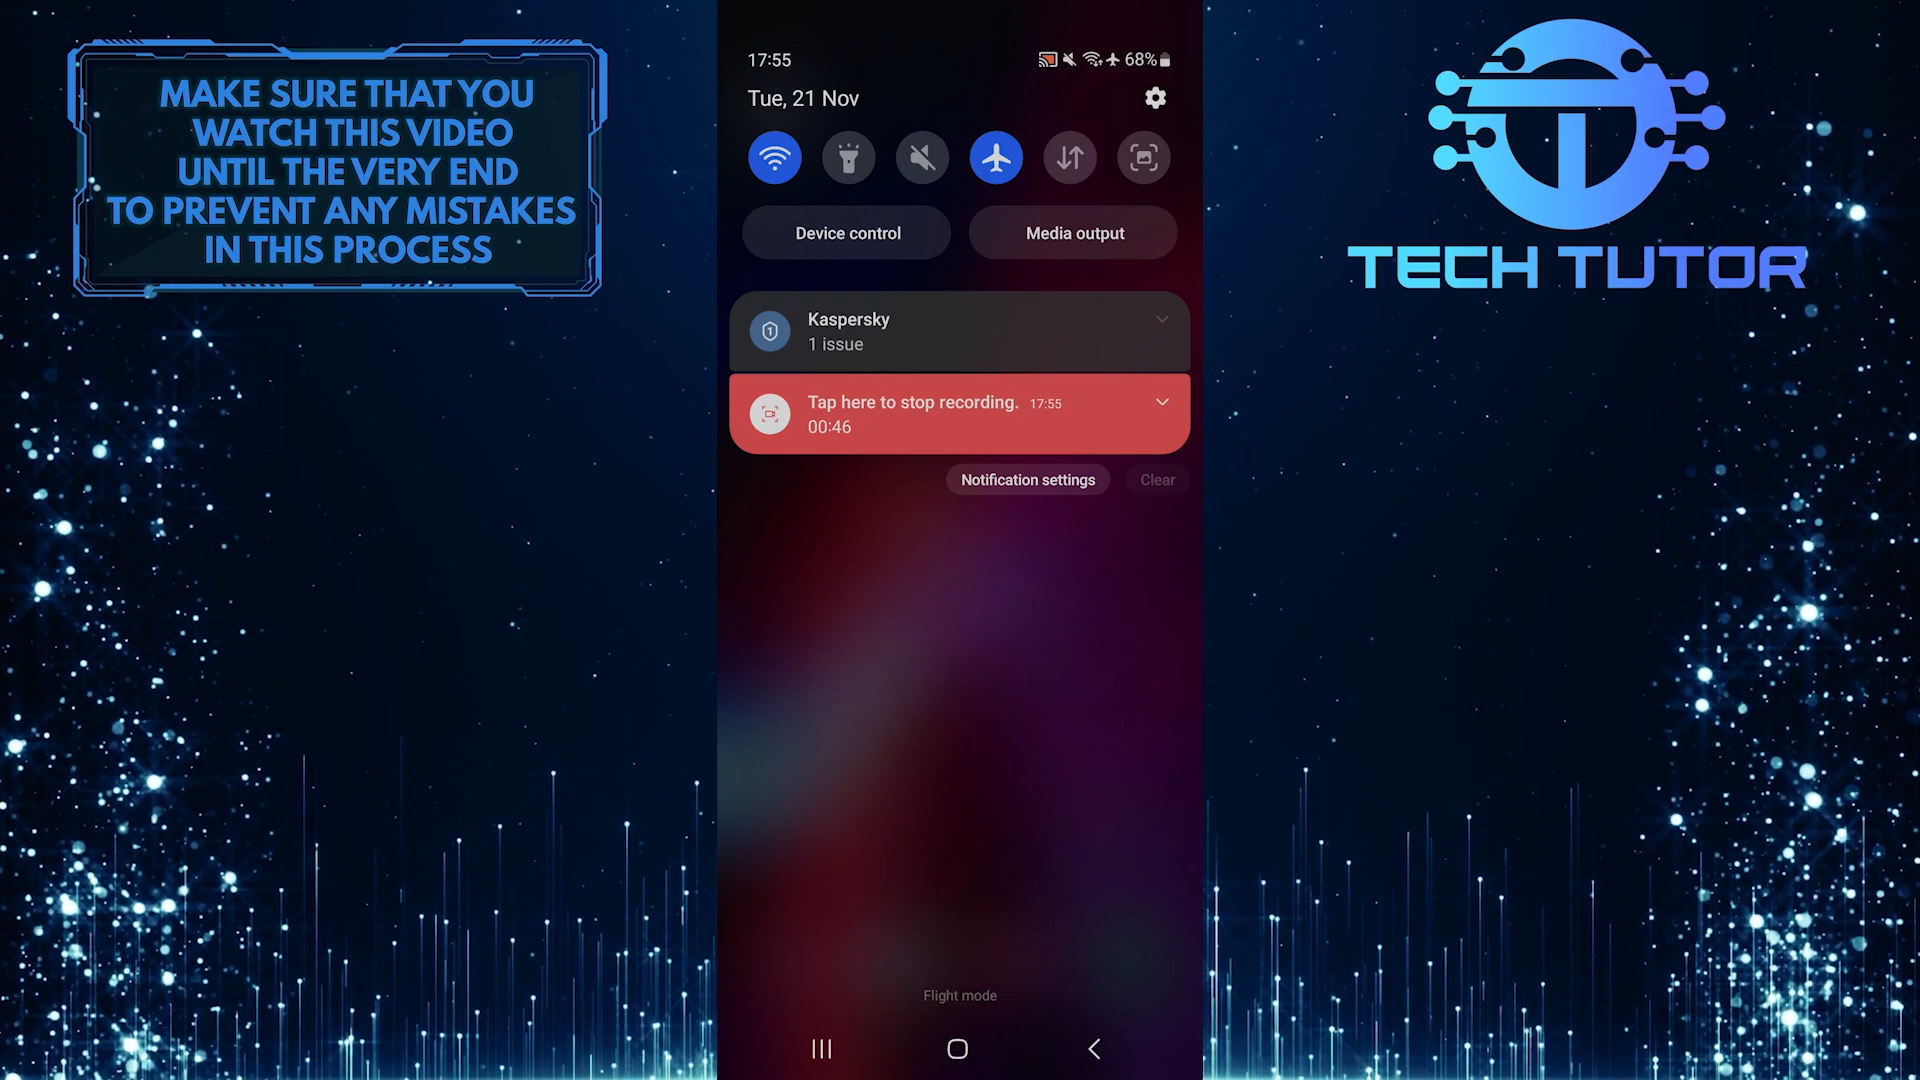 MAKE SURE THAT YOU
WATCH THIS VIDEO
UNTIL THE VERY END
TO PREVENT ANY MISTAKES
IN THIS PROCESS
17:55
68%
Tue, 21 Nov
Device control
Media output
Kaspersky
1 issue
Tap here to stop recording. 17:55
00:46
Notification settings
Clear
Flight mode
TECH TUTOR